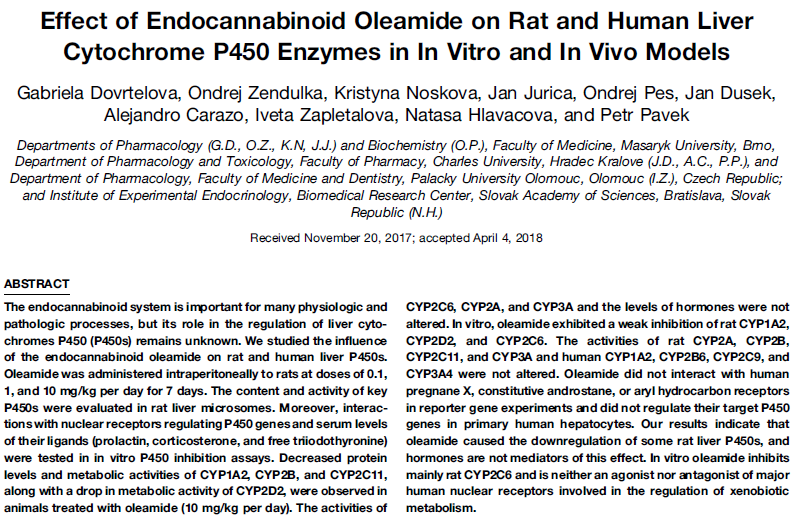 Effect of Endocannabinoid Oleamide on Rat and Human Liver
Cytochrome P450 Enzymes in In Vitro and In Vivo Models
Gabriela Dovrtelova, Ondrej Zendulka, Kristyna Noskova, Jan Jurica, Ondrej Pes, Jan Dusek,
Alejandro Carazo, Iveta Zapletalova, Natasa Hlavacova, and Petr Pavek
Departments of Pharmacology (G.D., O.Z., K.N, J.J.) and Biochemistry (O.P.), Faculty of Medicine, Masaryk University, Brno,
Department of Pharmacology and Toxicology, Faculty of Pharmacy, Charles University, Hradec Kralove (J.D., A.C., P.P.), and
Department of Pharmacology, Faculty of Medicine and Dentistry, Palacky University Olomouc, Olomouc (I.Z.), Czech Republic;
and Institute of Experimental Endocrinology, Biomedical Research Center, Slovak Academy of Sciences, Bratislava, Slovak
Republic (N.H.)
Received November 20, 2017; accepted April 4, 2018
ABSTRACT
The endocannabinoid system is important for many physiologic and
pathologic processes, but its role in the regulation of liver cyto-
chromes P450 (P450s) remains unknown. We studied the influence
of the endocannabinoid oleamide on rat and human liver P450s.
Oleamide was administered intraperitoneally to rats at doses of 0.1,
1, and 10 mg/kg per day for 7 days. The content and activity of key
P450s were evaluated in rat liver microsomes. Moreover, interac-
tions with nuclear receptors regulating P450 genes and serum levels
of their ligands (prolactin, corticosterone, and free triiodothyronine)
were tested in in vitro P450 inhibition assays. Decreased protein
levels and metabolic activities of CYP1A2, CYP2B, and CYP2C11,
along with a drop in metabolic activity of CYP2D2, were observed in
animals treated with oleamide (10 mg/kg per day). The activities of
CYP2C6, CYP2A, and CYP3A and the levels of hormones were not
altered. In vitro, oleamide exhibited a weak inhibition of rat CYP1A2,
CYP2D2, and CYP2C6. The activities of rat CYP2A, CYP2B,
CYP2C11, and CYP3A and human CYP1A2, CYP2B6, CYP2C9, and
CYP3A4 were not altered. Oleamide did not interact with human
pregnane X, constitutive androstane, or aryl hydrocarbon receptors
in reporter gene experiments and did not regulate their target P450
genes in primary human hepatocytes. Our results indicate that
oleamide caused the downregulation of some rat liver P450s, and
hormones are not mediators of this effect. In vitro oleamide inhibits
mainly rat CYP2C6 and is neither an agonist nor antagonist of major
human nuclear receptors involved in the regulation of xenobiotic
metabolism.